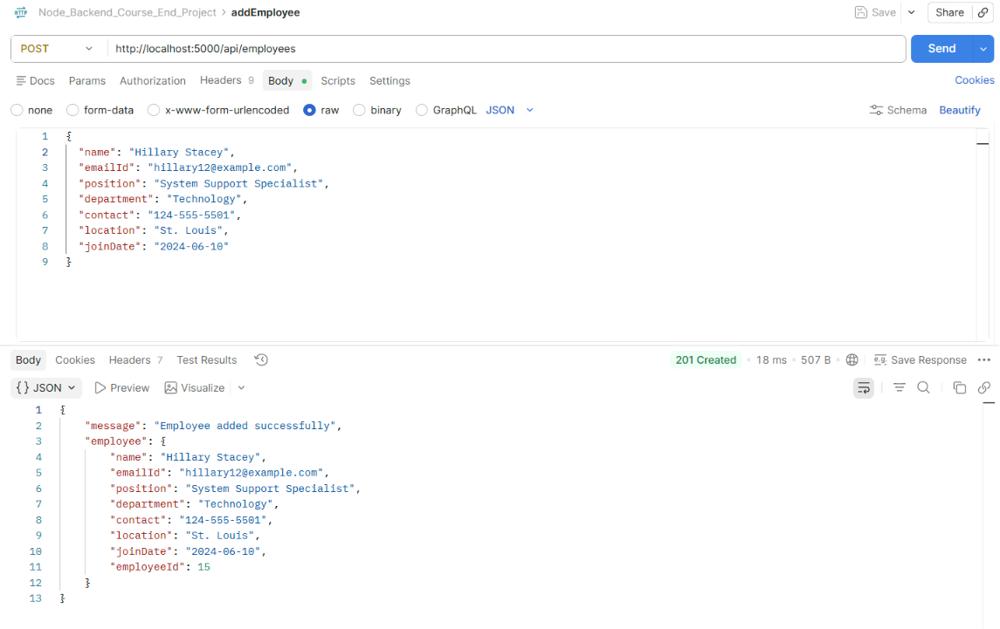 HTTP Node_Backend_Course_End_Project > addEmployee Save Share
POST http://localhost:5000/api/employees Send
Docs Params Authorization Headers 9 Body Scripts Settings Cookies
none form-data x-www-form-urlencoded raw binary GraphQL JSON Schema Beautify
1 {
2 "name": "Hillary Stacey",
3 "emailId": "hillary12@example.com",
4 "position": "System Support Specialist",
5 "department": "Technology",
6 "contact": "124-555-5501",
7 "location": "St. Louis",
8 "joinDate": "2024-06-10"
9 }
Body Cookies Headers 7 Test Results 201 Created 18 ms 507 B e.g. Save Response
{} JSON Preview Visualize
1 {
2 "message": "Employee added successfully",
3 "employee": {
4 "name": "Hillary Stacey",
5 "emailId": "hillary12@example.com",
6 "position": "System Support Specialist",
7 "department": "Technology",
8 "contact": "124-555-5501",
9 "location": "St. Louis",
10 "joinDate": "2024-06-10",
11 "employeeId": 15
12 }
13 }